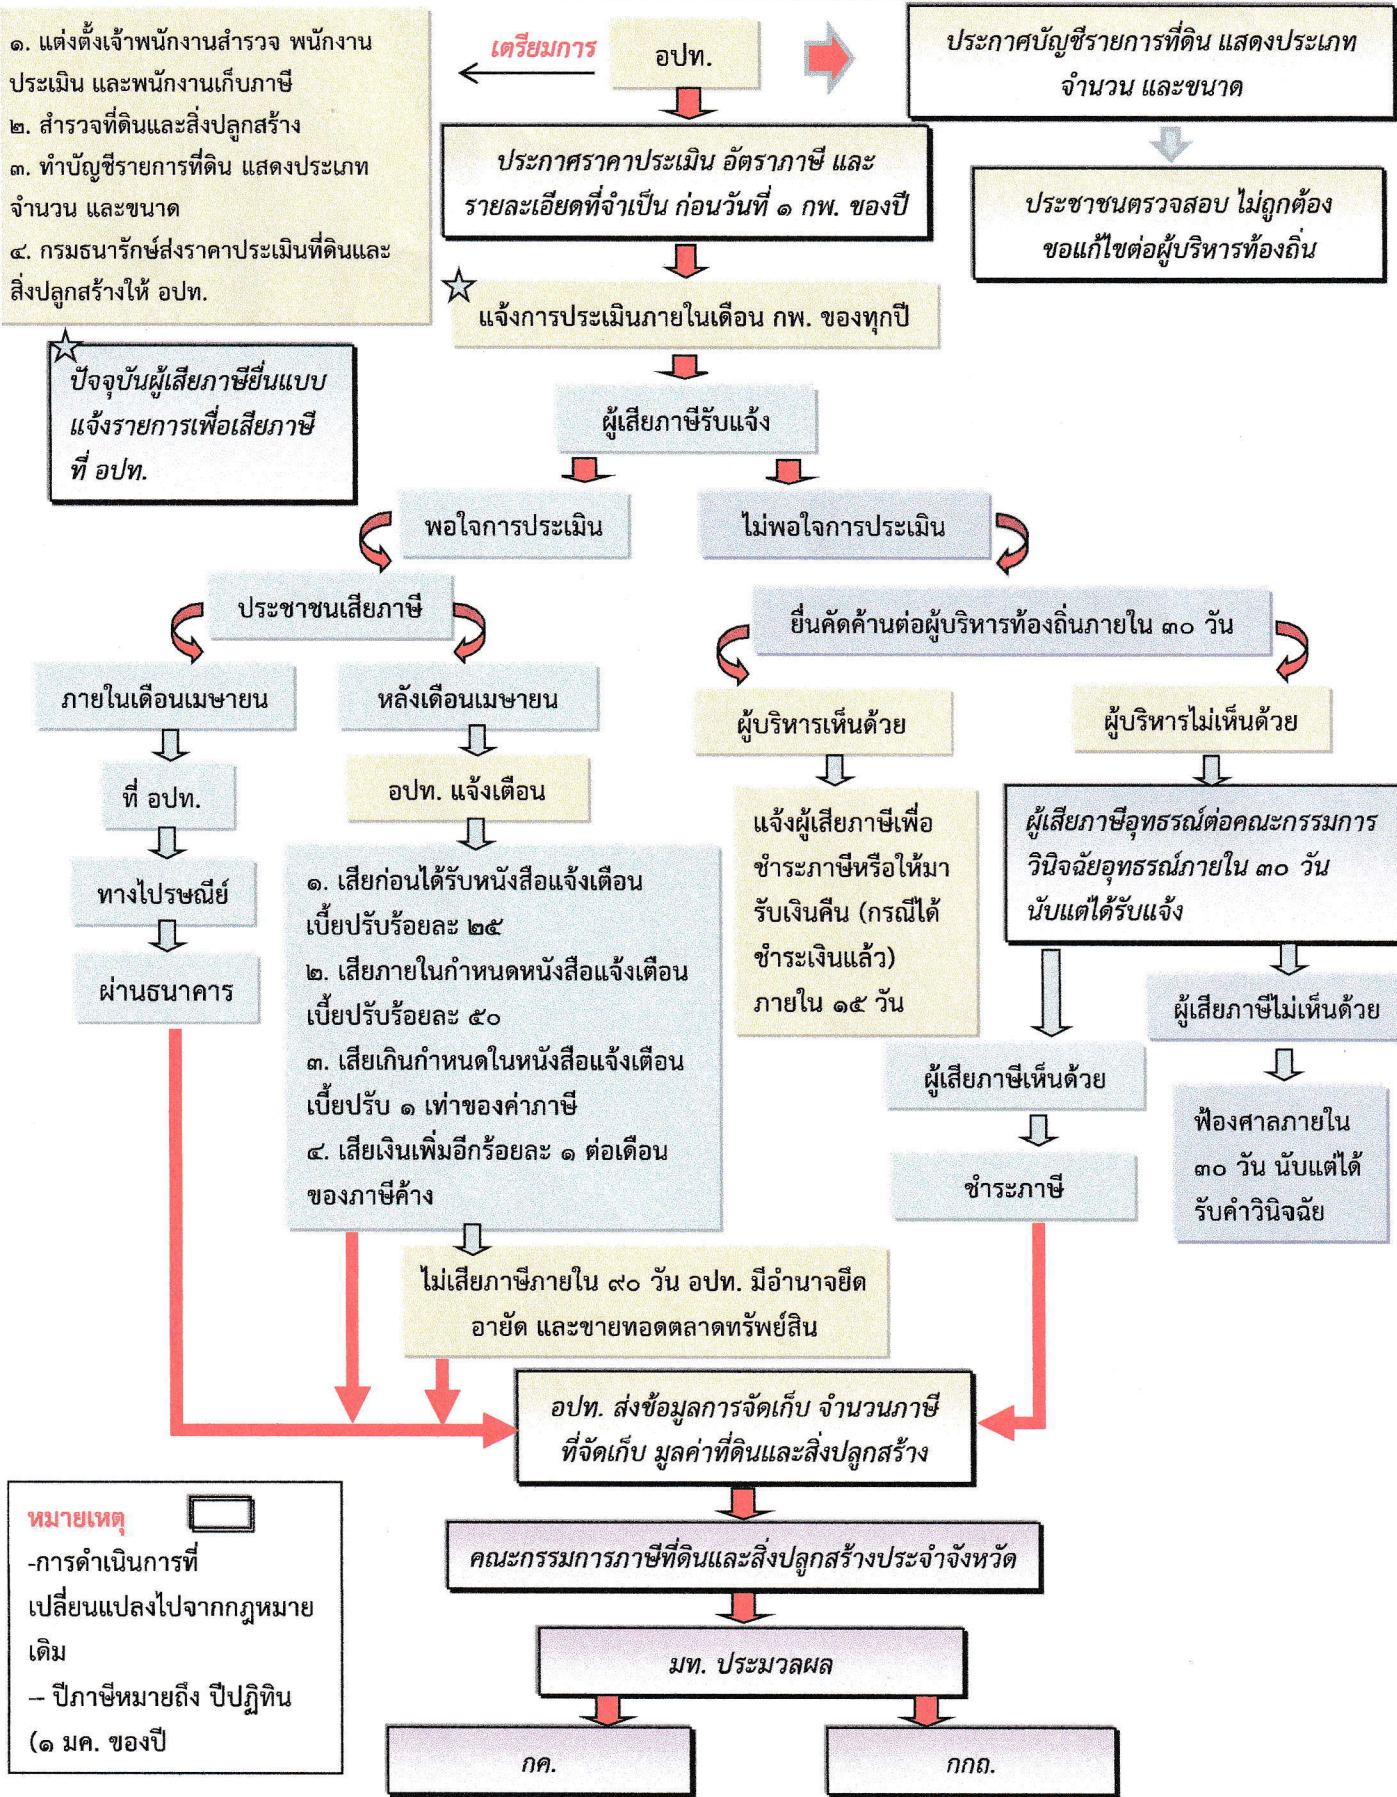 ๑. แต่งตั้งเจ้าพนักงานสำรวจ พนักงาน
ประเมิน และพนักงานเก็บภาษี
๒. สำรวจที่ดินและสิ่งปลูกสร้าง
๓. ทำบัญชีรายการที่ดิน แสดงประเภท
จำนวน และขนาด
๔. กรมธนารักษ์ส่งราคาประเมินที่ดินและ
สิ่งปลูกสร้างให้ อปท.
เตรียมการ
อปท.
ประกาศบัญชีรายการที่ดิน แสดงประเภท
จำนวน และขนาด
ประกาศราคาประเมิน อัตราภาษี และ
รายละเอียดที่จำเป็น ก่อนวันที่ ๑ กพ. ของปี
ประชาชนตรวจสอบ ไม่ถูกต้อง
ขอแก้ไขต่อผู้บริหารท้องถิ่น
แจ้งการประเมินภายในเดือน กพ. ของทุกปี
ปัจจุบันผู้เสียภาษียื่นแบบ
แจ้งรายการเพื่อเสียภาษี
ที่ อปท.
ผู้เสียภาษีรับแจ้ง
พอใจการประเมิน
ไม่พอใจการประเมิน
ประชาชนเสียภาษี
ยื่นคัดค้านต่อผู้บริหารท้องถิ่นภายใน ๓๐ วัน
ภายในเดือนเมษายน
หลังเดือนเมษายน
ผู้บริหารเห็นด้วย
ผู้บริหารไม่เห็นด้วย
ที่ อปท.
อปท. แจ้งเตือน
ทางไปรษณีย์
ผ่านธนาคาร
๑. เสียก่อนได้รับหนังสือแจ้งเตือน
เบี้ยปรับร้อยละ ๒๕
๒. เสียภายในกำหนดหนังสือแจ้งเตือน
เบี้ยปรับร้อยละ ๕๐
๓. เสียเกินกำหนดในหนังสือแจ้งเตือน
เบี้ยปรับ ๑ เท่าของค่าภาษี
๔. เสียเงินเพิ่มอีกร้อยละ ๑ ต่อเดือน
ของภาษีค้าง
แจ้งผู้เสียภาษีเพื่อ
ชำระภาษีหรือให้มา
รับเงินคืน (กรณีได้
ชำระเงินแล้ว)
ภายใน ๑๕ วัน
ผู้เสียภาษีอุทธรณ์ต่อคณะกรรมการ
วินิจฉัยอุทธรณ์ภายใน ๓๐ วัน
นับแต่ได้รับแจ้ง
ผู้เสียภาษีไม่เห็นด้วย
ผู้เสียภาษีเห็นด้วย
ฟ้องศาลภายใน
๓๐ วัน นับแต่ได้
รับคำวินิจฉัย
ชำระภาษี
ไม่เสียภาษีภายใน ๙๐ วัน อปท. มีอำนาจยึด
อายัด และขายทอดตลาดทรัพย์สิน
อปท. ส่งข้อมูลการจัดเก็บ จำนวนภาษี
ที่จัดเก็บ มูลค่าที่ดินและสิ่งปลูกสร้าง
คณะกรรมการภาษีที่ดินและสิ่งปลูกสร้างประจำจังหวัด
มท. ประมวลผล
กค.
กกถ.
หมายเหตุ
-การดำเนินการที่
เปลี่ยนแปลงไปจากกฎหมาย
เดิม
– ปีภาษีหมายถึง ปีปฏิทิน
(๑ มค. ของปี